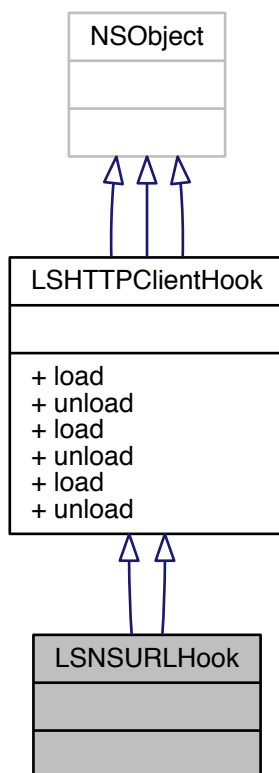 NSObject
LSHTTPClientHook
+ load
+ unload
+ load
+ unload
+ load
+ unload
LSNSURLHook